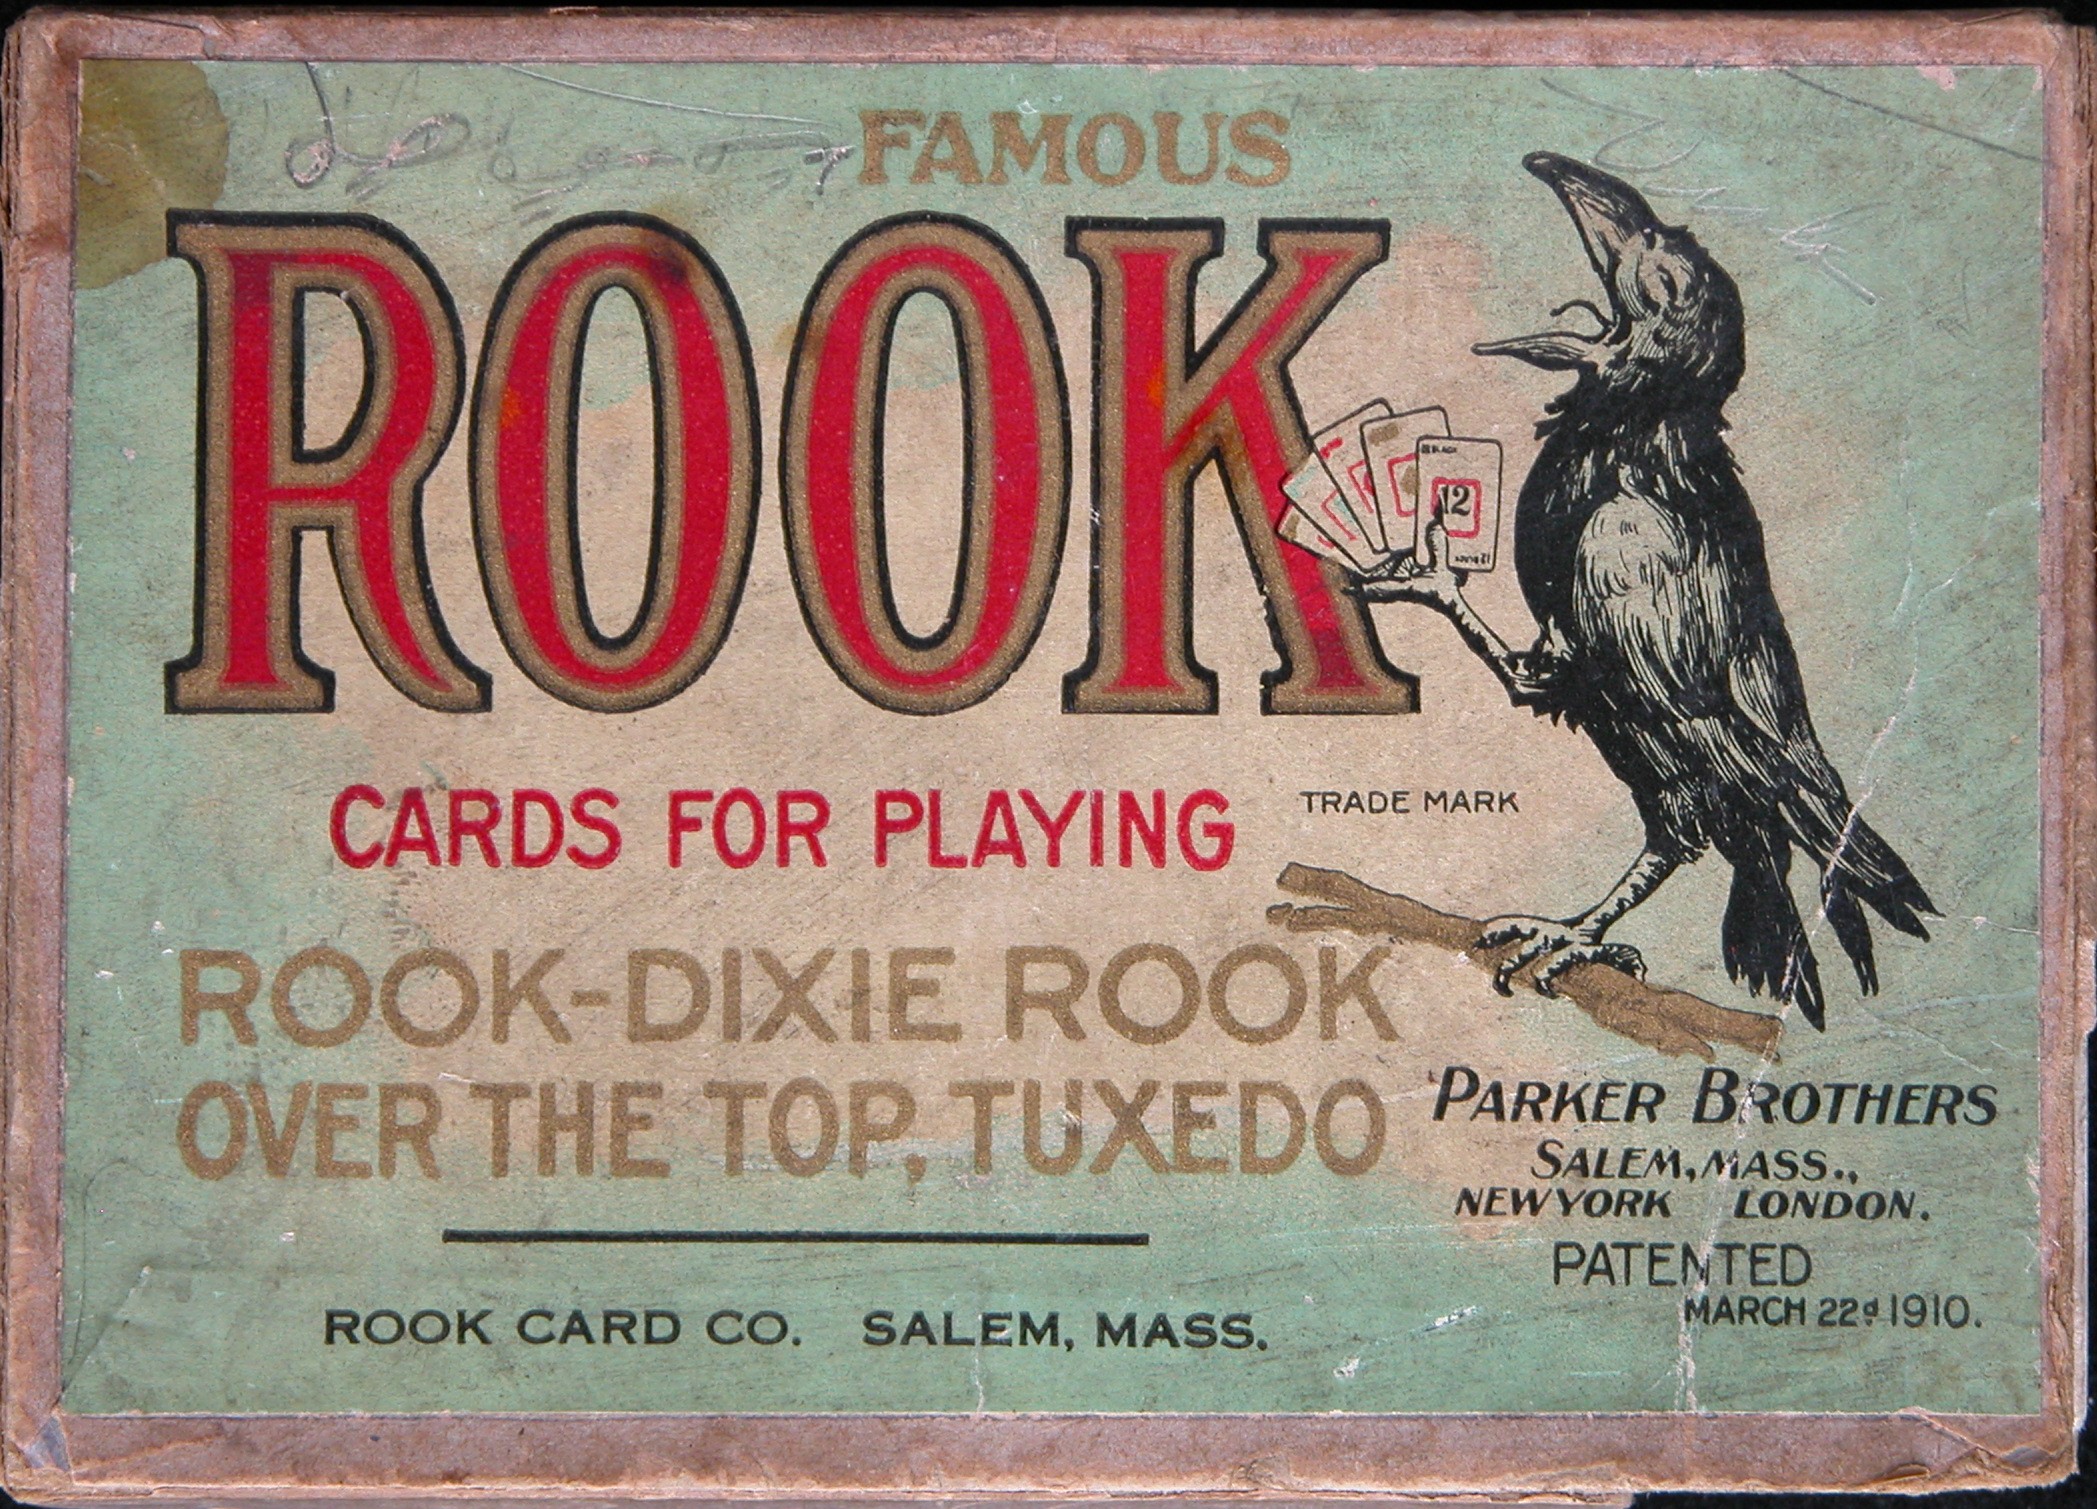 FAMOUS
ROOK
12
CARDS FOR PLAYING
TRADE MARK
ROOK-DIXIE ROOK
OVER THE TOP, TUXEDO
PARKER BROTHERS
SALEM, MASS.,
NEW YORK LONDON.
PATENTED
MARCH 22d 1910.
ROOK CARD CO. SALEM, MASS.